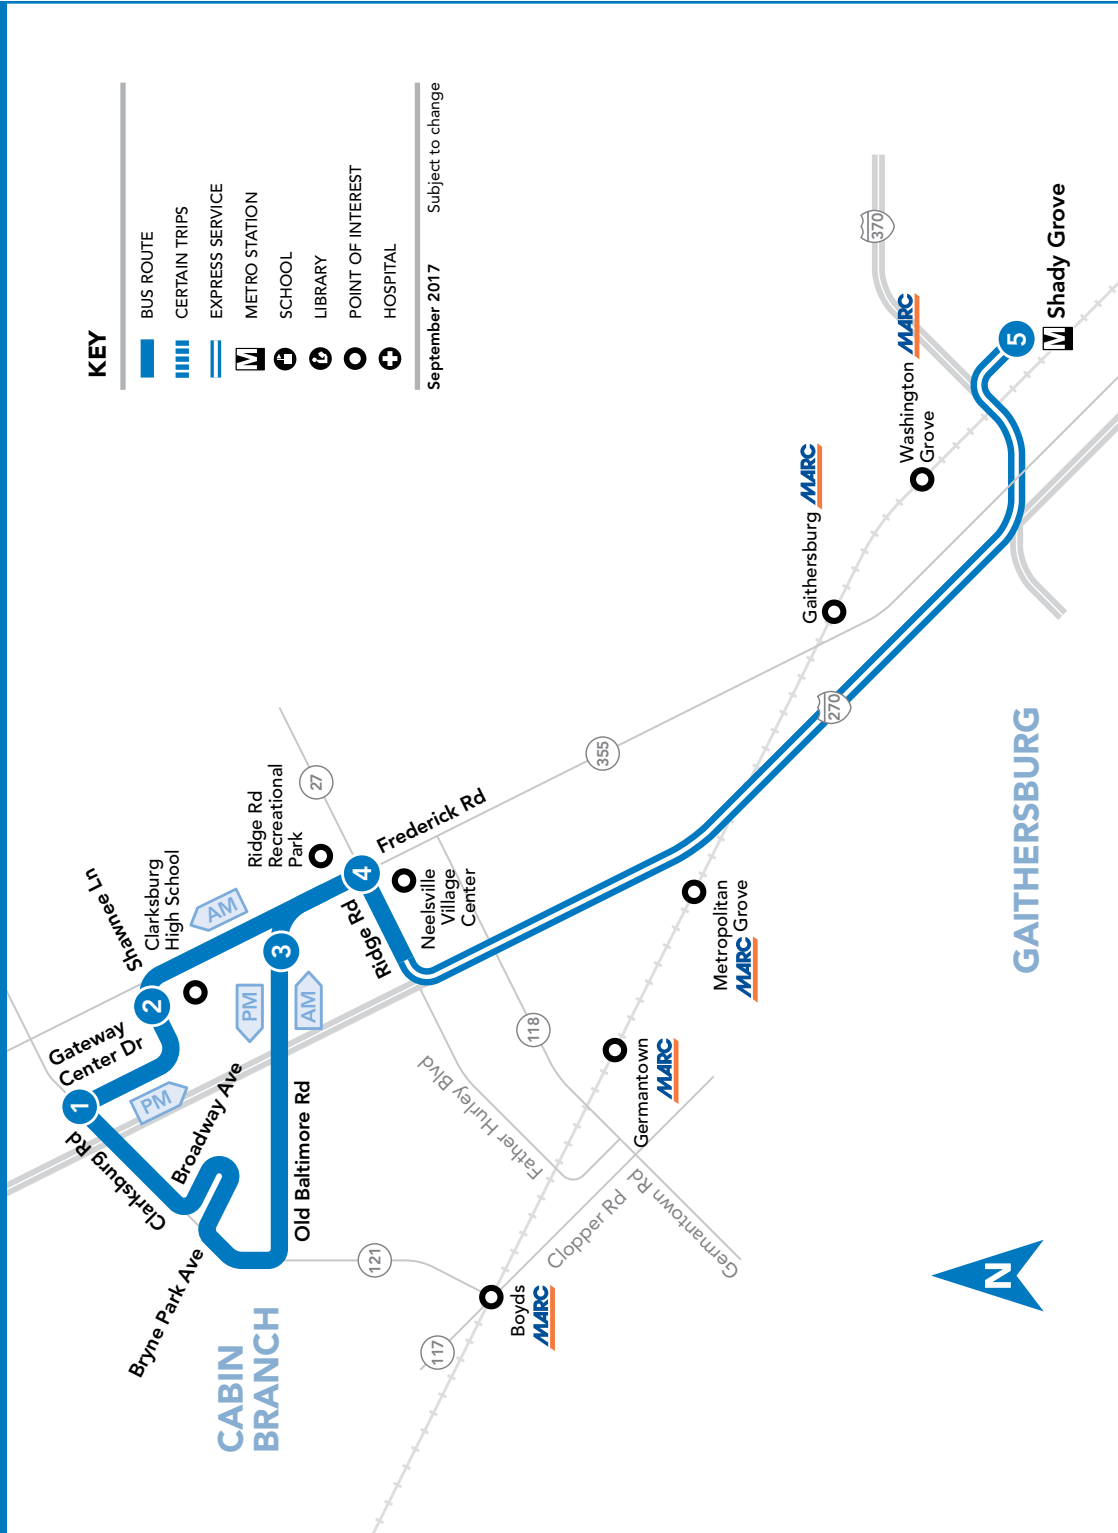 KEY
BUS ROUTE
CERTAIN TRIPS
EXPRESS SERVICE
M
METRO STATION
SCHOOL
LIBRARY
POINT OF INTEREST
HOSPITAL
September 2017
Subject to change
1
2
3
4
5
Gateway
Center Dr
Shawnee Ln
Clarksburg
High School
AM
PM
PM
AM
Ridge Rd
Recreational
Park
27
Frederick Rd
Ridge Rd
Neelsville
Village
Center
355
Clarksburg Rd
Broadway Ave
Bryne Park Ave
Old Baltimore Rd
CABIN
BRANCH
121
117
Boyds
MARC
Clopper Rd
Germantown Rd
Father Hurley Blvd
118
Germantown
MARC
Metropolitan
Grove
MARC
270
Gaithersburg
MARC
Washington
Grove
MARC
370
M
Shady Grove
GAITHERSBURG
N